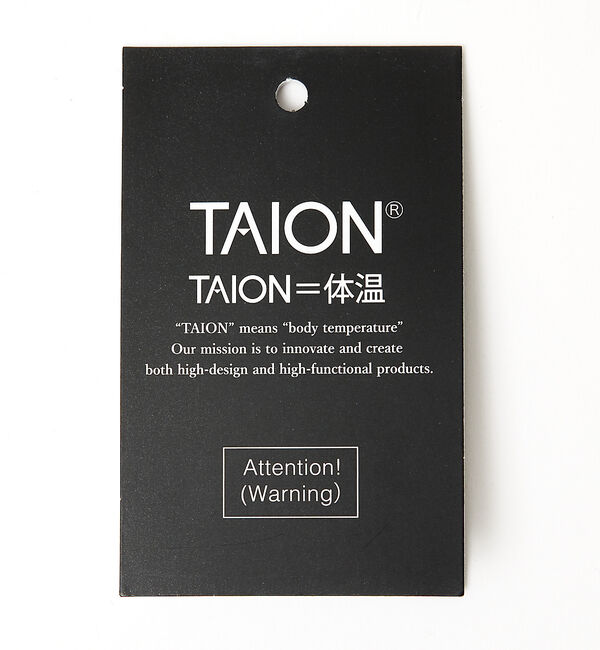 TAION®
TAION=体温
“TAION” means “body temperature”
Our mission is to innovate and create
both high-design and high-functional products.
Attention!
(Warning)